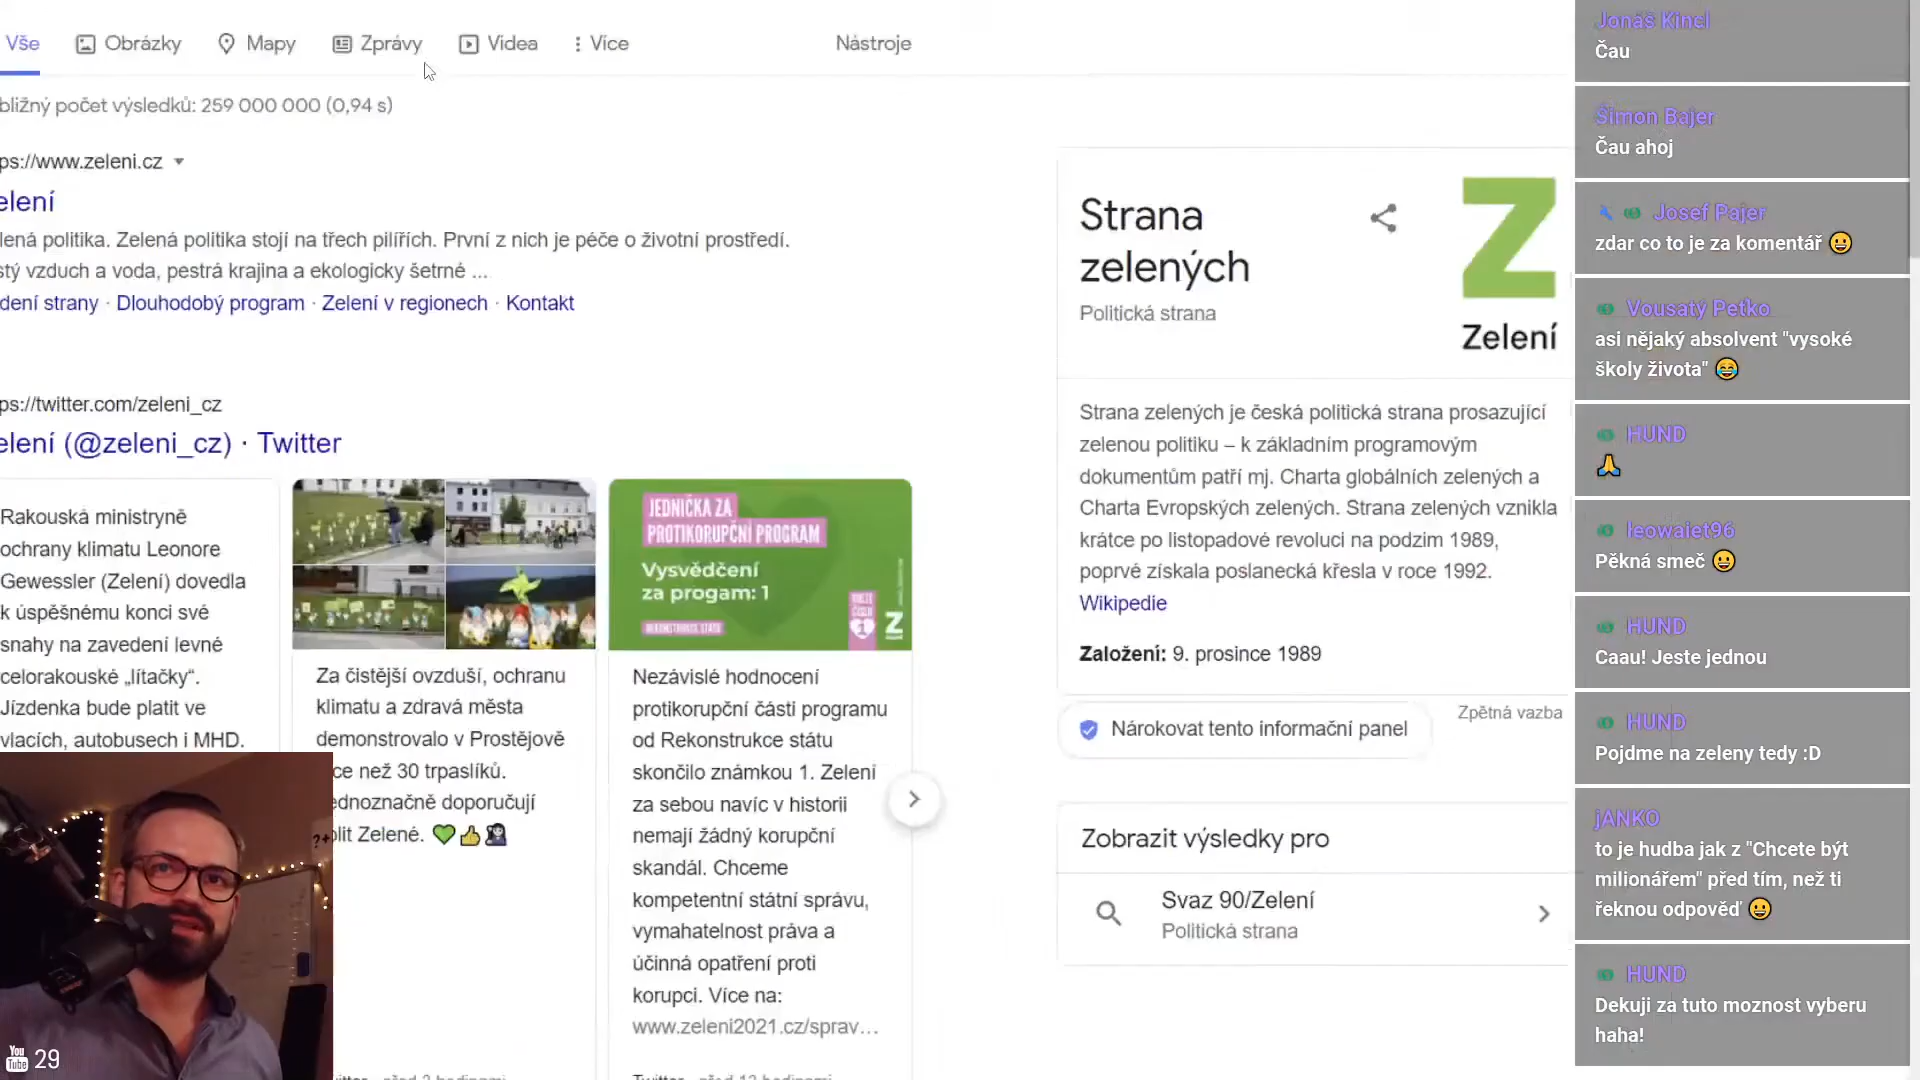 Vše
Obrázky
Mapy
Zprávy
Videa
Více
Nástroje
bližný počet výsledků: 259 000 000 (0,94 s)
ps://www.zeleni.cz
elení
lená politika. Zelená politika stojí na třech pilířích. První z nich je péče o životní prostředí.
stý vzduch a voda, pestrá krajina a ekologicky šetrné ...
dení strany · Dlouhodobý program · Zelení v regionech · Kontakt
ps://twitter.com/zeleni_cz
elení (@zeleni_cz) · Twitter
Rakouská ministryně
ochrany klimatu Leonore
Gewessler (Zelení) dovedla
k úspěšnému konci své
snahy na zavedení levné
celorakouské „lítačky“.
Jízdenka bude platit ve
vlacích, autobusech i MHD.
Za čistější ovzduší, ochranu
klimatu a zdravá města
demonstrovalo v Prostějově
ce než 30 trpaslíků.
ednoznačně doporučují
lit Zelené. 💚👍
JEDNIČKA ZA
PROTIKORUPČNÍ PROGRAM
Vysvědčení
za progam: 1
REKONSTRUKCE STÁTU
Z
Nezávislé hodnocení
protikorupční části programu
od Rekonstrukce státu
skončilo známkou 1. Zelení
za sebou navíc v historii
nemají žádný korupční
skandál. Chceme
kompetentní státní správu,
vymahatelnost práva a
účinná opatření proti
korupci. Více na:
www.zeleni2021.cz/sprav...
Strana
zelených
Politická strana
Z
Zelení
Strana zelených je česká politická strana prosazující
zelenou politiku – k základním programovým
dokumentům patří mj. Charta globálních zelených a
Charta Evropských zelených. Strana zelených vznikla
krátce po listopadové revoluci na podzim 1989,
poprvé získala poslanecká křesla v roce 1992.
Wikipedie
Založení: 9. prosince 1989
Nárokovat tento informační panel
Zpětná vazba
Zobrazit výsledky pro
Svaz 90/Zelení
Politická strana
Jonáš Kincl
Čau
Šimon Bajer
Čau ahoj
Josef Pajer
zdar co to je za komentář 😀
Vousatý Peťko
asi nějaký absolvent "vysoké
školy života" 😂
HUND
🙏
leowaiet96
Pěkná smeč 😀
HUND
Caau! Jeste jednou
HUND
Pojdme na zeleny tedy :D
jANKO
to je hudba jak z "Chcete být
milionářem" před tím, než ti
řeknou odpověď 😀
HUND
Dekuji za tuto moznost vyberu
haha!
You
Tube 29